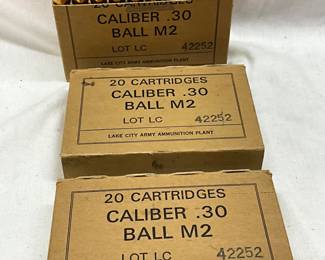 CARTRIDGES
CALIBER .30
BALL M2
LOT LC 42252
LAKE CITY ARMY AMMUNITION PLANT
20 CARTRIDGES
CALIBER .30
BALL M2
LOT LC 42252
LAKE CITY ARMY AMMUNITION PLANT
20 CARTRIDGES
CALIBER .30
BALL M2
LOT LC 42252